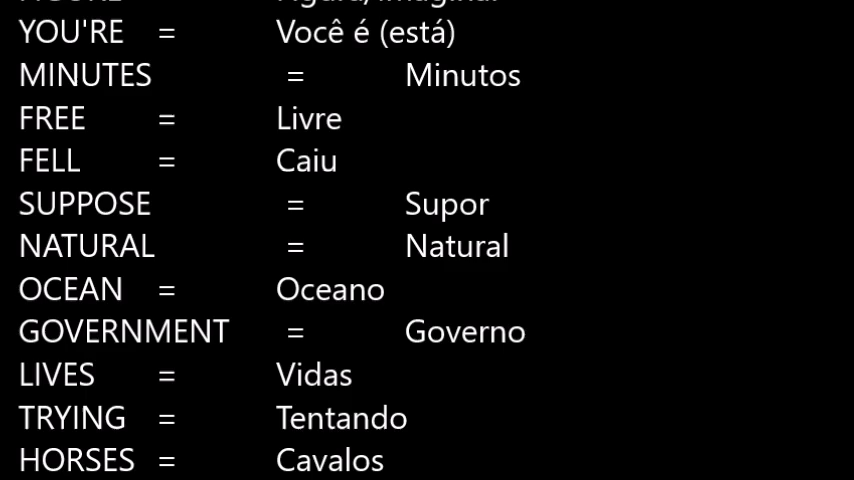 YOU'RE = Você é (está)
MINUTES = Minutos
FREE = Livre
FELL = Caiu
SUPPOSE = Supor
NATURAL = Natural
OCEAN = Oceano
GOVERNMENT = Governo
LIVES = Vidas
TRYING = Tentando
HORSES = Cavalos